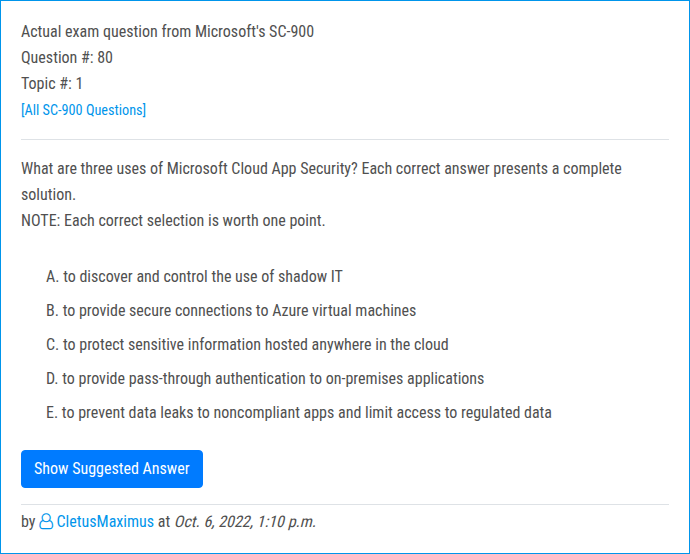 Actual exam question from Microsoft's SC-900
Question #: 80
Topic #: 1
[All SC-900 Questions]
What are three uses of Microsoft Cloud App Security? Each correct answer presents a complete
solution.
NOTE: Each correct selection is worth one point.
A. to discover and control the use of shadow IT
B. to provide secure connections to Azure virtual machines
C. to protect sensitive information hosted anywhere in the cloud
D. to provide pass-through authentication to on-premises applications
E. to prevent data leaks to noncompliant apps and limit access to regulated data
Show Suggested Answer
by CletusMaximus at Oct. 6, 2022, 1:10 p.m.